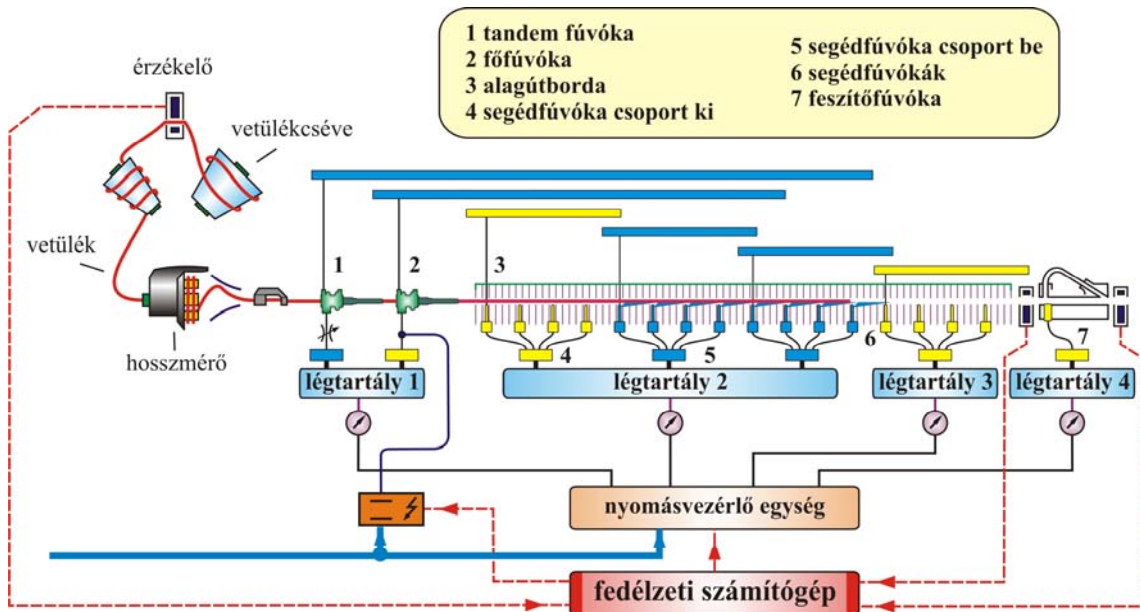 1 tandem fúvóka
2 főfúvóka
3 alagútborda
4 segédfúvóka csoport ki
5 segédfúvóka csoport be
6 segédfúvókák
7 feszítőfúvóka
érzékelő
vetülékcséve
vetülék
hosszmérő
1
2
3
4
5
6
7
légtartály 1
légtartály 2
légtartály 3
légtartály 4
nyomásvezérlő egység
fedélzeti számítógép